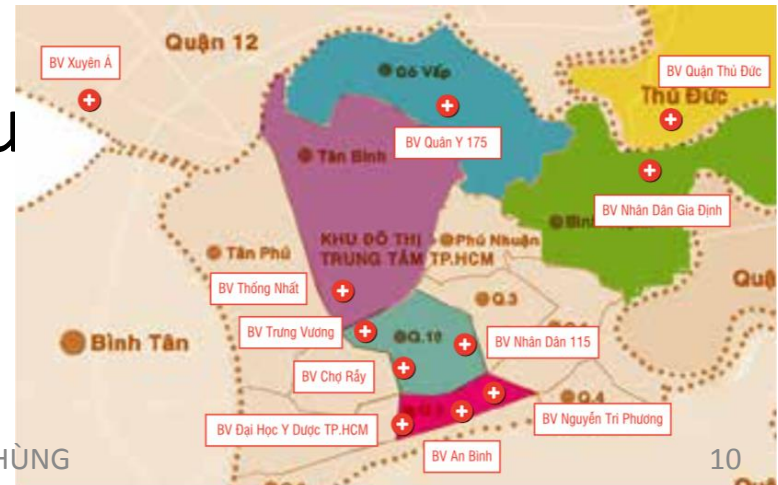 Quận 12
BV Xuyên Á
Gò Vấp
BV Quận Thủ Đức
Thủ Đức
u
BV Quân Y 175
Tân Bình
BV Nhân Dân Gia Định
KHU ĐÔ THỊ
TRUNG TÂM TP.HCM
Phú Nhuận
Tân Phú
BV Thống Nhất
Quậ
Q.3
BV Trưng Vương
Q.10
BV Nhân Dân 115
Bình Tân
BV Chợ Rẫy
Q.4
BV Đại Học Y Dược TP.HCM
BV Nguyễn Tri Phương
BV An Bình
HÙNG
10